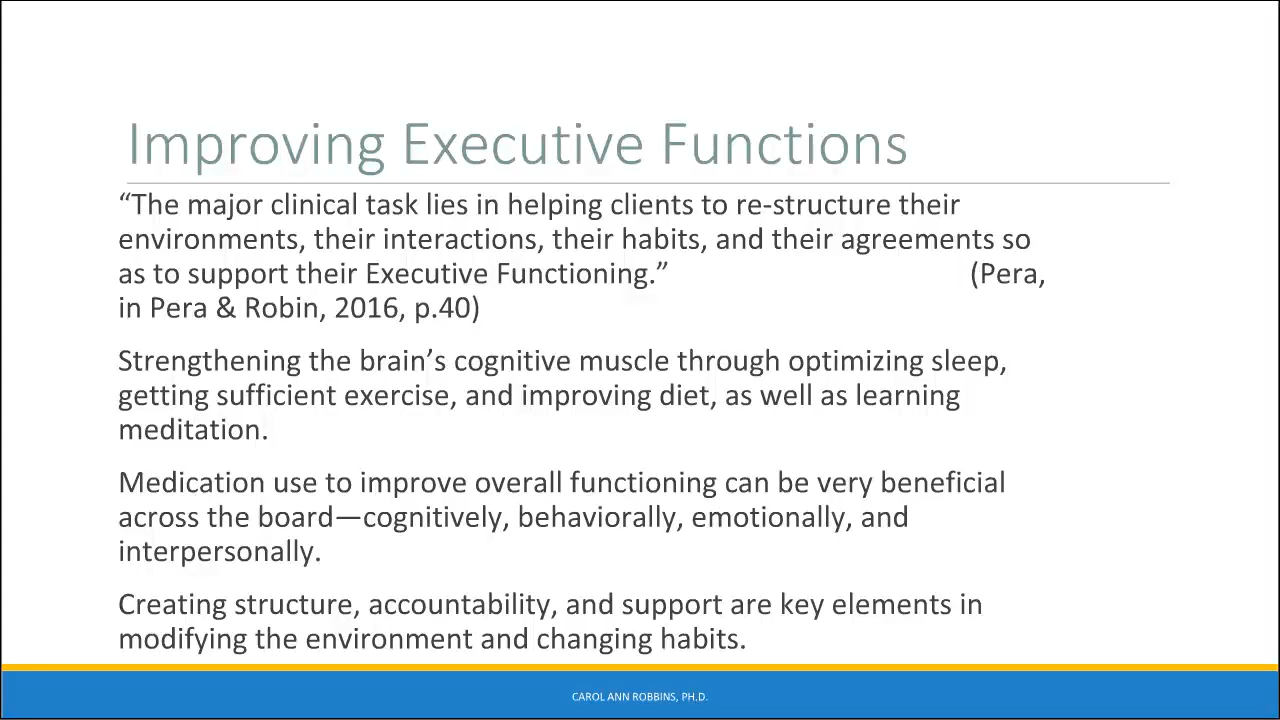 Improving Executive Functions
“The major clinical task lies in helping clients to re-structure their
environments, their interactions, their habits, and their agreements so
as to support their Executive Functioning.” (Pera,
in Pera & Robin, 2016, p.40)
Strengthening the brain’s cognitive muscle through optimizing sleep,
getting sufficient exercise, and improving diet, as well as learning
meditation.
Medication use to improve overall functioning can be very beneficial
across the board—cognitively, behaviorally, emotionally, and
interpersonally.
Creating structure, accountability, and support are key elements in
modifying the environment and changing habits.
CAROL ANN ROBBINS, PH.D.